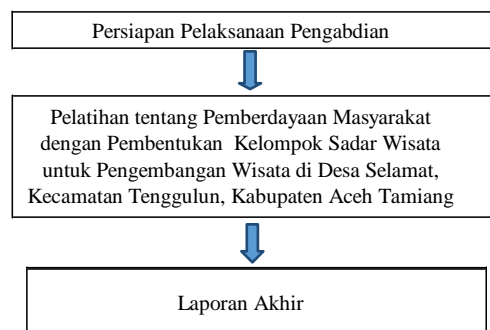 Persiapan Pelaksanaan Pengabdian
Pelatihan tentang Pemberdayaan Masyarakat
dengan Pembentukan Kelompok Sadar Wisata
untuk Pengembangan Wisata di Desa Selamat,
Kecamatan Tenggulun, Kabupaten Aceh Tamiang
Laporan Akhir